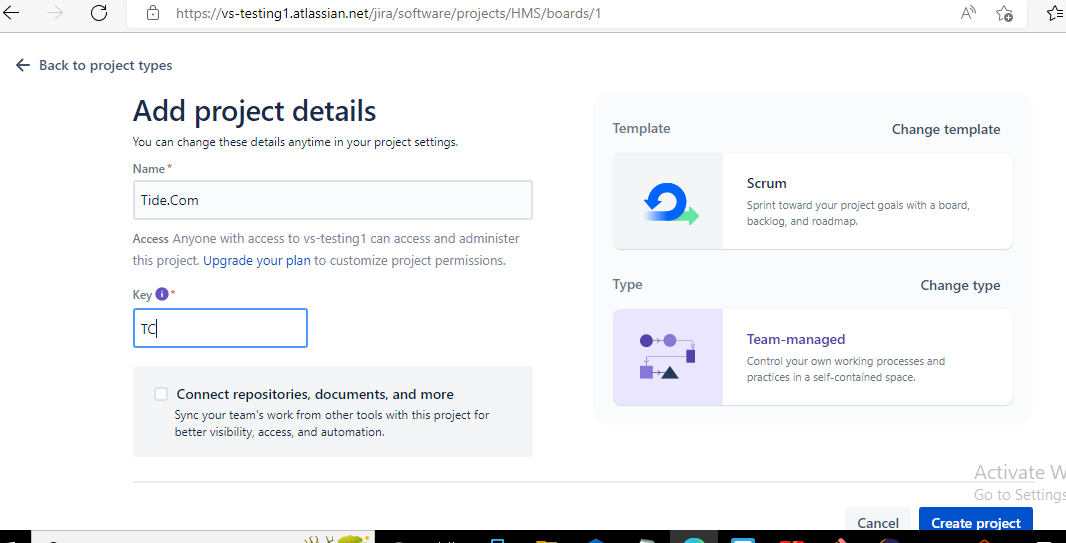 https://vs-testing1.atlassian.net/jira/software/projects/HMS/boards/1
Back to project types
Add project details
You can change these details anytime in your project settings.
Name*
Tide.Com
Access Anyone with access to vs-testing1 can access and administer
this project. Upgrade your plan to customize project permissions.
Key *
TC
Connect repositories, documents, and more
Sync your team's work from other tools with this project for
better visibility, access, and automation.
Template
Change template
Scrum
Sprint toward your project goals with a board,
backlog, and roadmap.
Type
Change type
Team-managed
Control your own working processes and
practices in a self-contained space.
Activate W
Go to Settings
Cancel
Create project